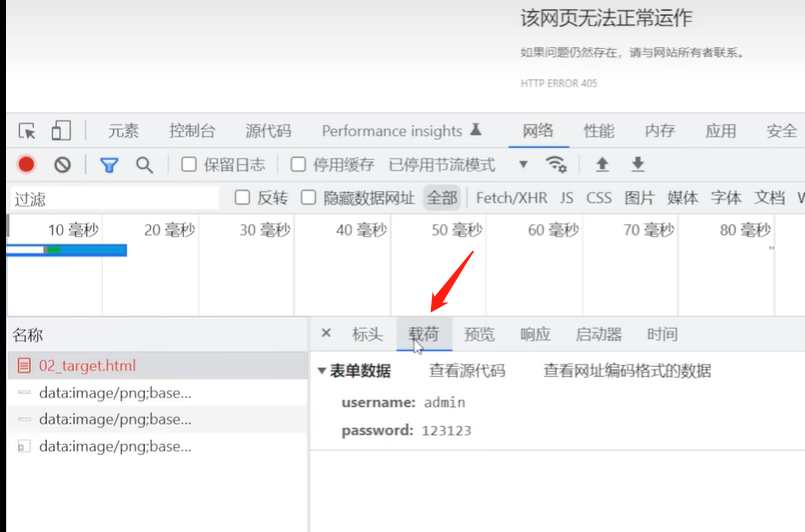 该网页无法正常运作
如果问题仍然存在，请与网站所有者联系。
HTTP ERROR 405
元素 控制台 源代码 Performance insights 网络 性能 内存 应用 安全
保留日志 停用缓存 已停用节流模式
过滤 反转 隐藏数据网址 全部 Fetch/XHR JS CSS 图片 媒体 字体 文档 W
10 毫秒 20 毫秒 30 毫秒 40 毫秒 50 毫秒 60 毫秒 70 毫秒 80 毫秒
名称 × 标头 载荷 预览 响应 启动器 时间
02_target.html
data:image/png;base...
data:image/png;base...
data:image/png;base...
表单数据 查看源代码 查看网址编码格式的数据
username: admin
password: 123123